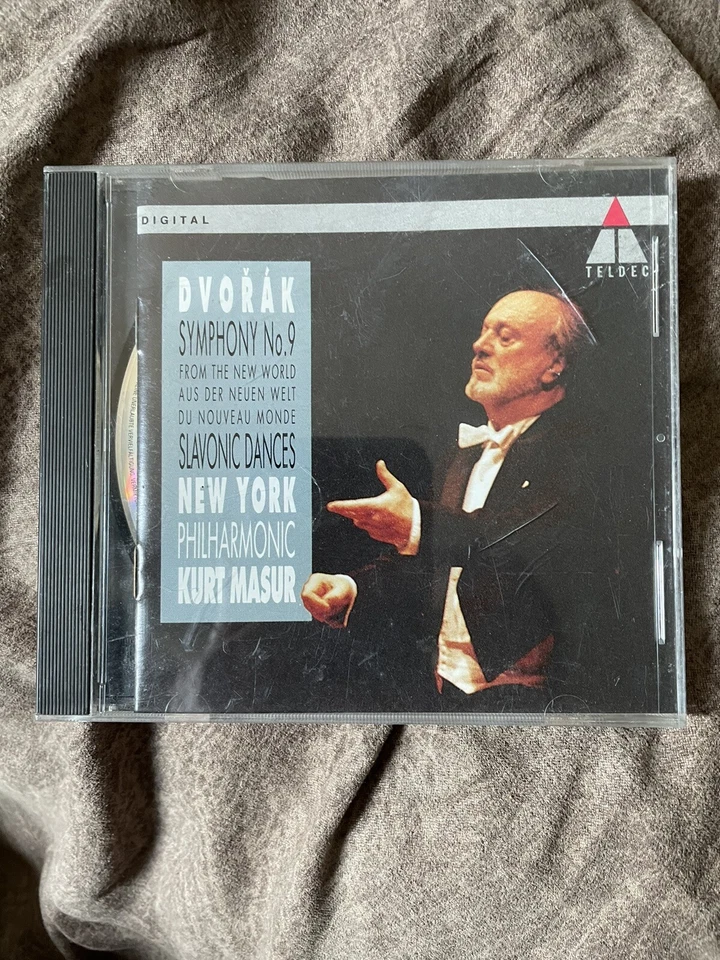 DIGITAL
TELDEC
DVOŘÁK
SYMPHONY No.9
FROM THE NEW WORLD
AUS DER NEUEN WELT
DU NOUVEAU MONDE
SLAVONIC DANCES
NEW YORK
PHILHARMONIC
KURT MASUR